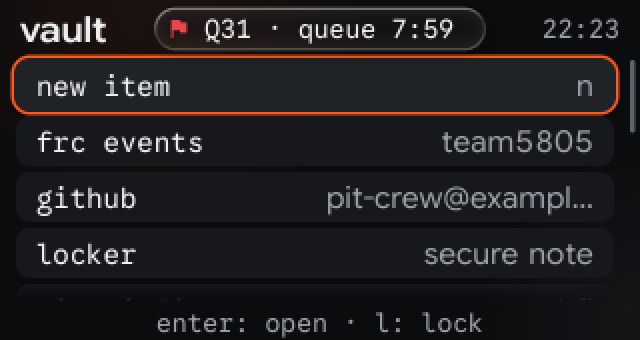 vault
Q31 · queue 7:59
22:23
new item n
frc events team5805
github pit-crew@exampl...
locker secure note
enter: open · l: lock